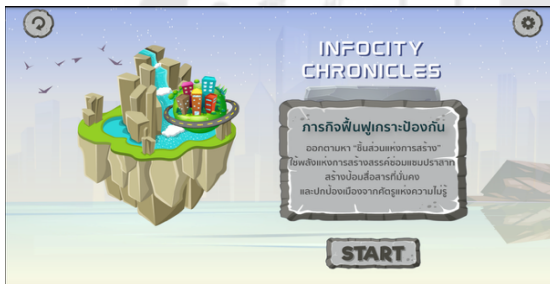 INFOCITY
CHRONICLES
ภารกิจฟื้นฟูเกราะป้องกัน
ออกตามหา "ชิ้นส่วนแห่งการสร้าง"
ใช้พลังแห่งการสร้างสรรค์ซ่อมแซมปราสาท
สร้างป้อมสื่อสารที่มั่นคง
และปกป้องเมืองจากศัตรูแห่งความไม่รู้
START